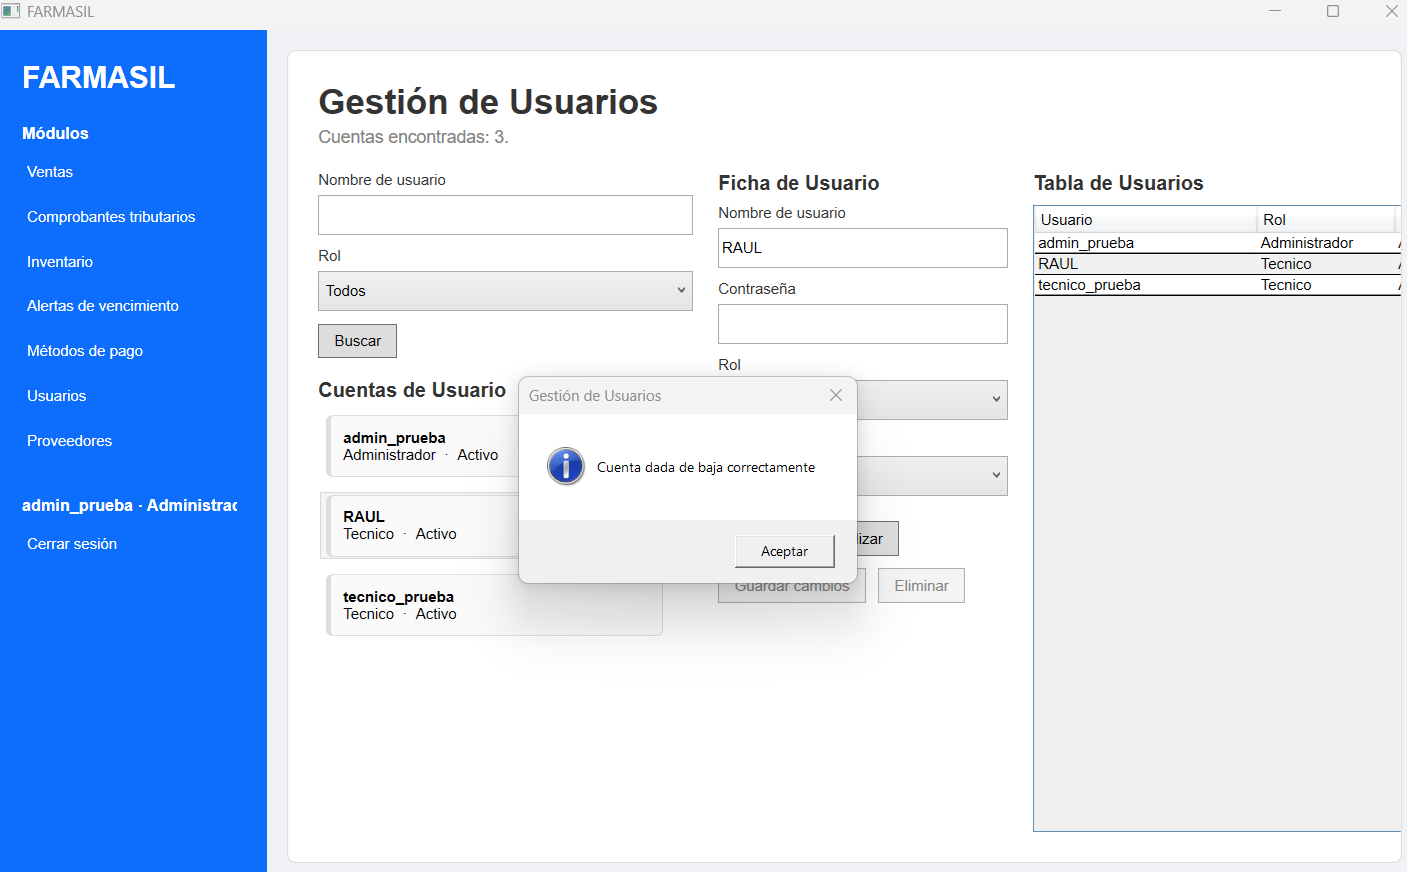 FARMASIL
FARMASIL
Módulos
Ventas
Comprobantes tributarios
Inventario
Alertas de vencimiento
Métodos de pago
Usuarios
Proveedores
admin_prueba · Administrad
Cerrar sesión
Gestión de Usuarios
Cuentas encontradas: 3.
Nombre de usuario
Rol
Todos
Buscar
Cuentas de Usuario
admin_prueba
Administrador · Activo
RAUL
Tecnico · Activo
tecnico_prueba
Tecnico · Activo
Ficha de Usuario
Nombre de usuario
RAUL
Contraseña
Rol
izar
Guardar cambios Eliminar
Gestión de Usuarios
Cuenta dada de baja correctamente
Aceptar
Tabla de Usuarios
Usuario Rol
admin_prueba Administrador
RAUL Tecnico
tecnico_prueba Tecnico